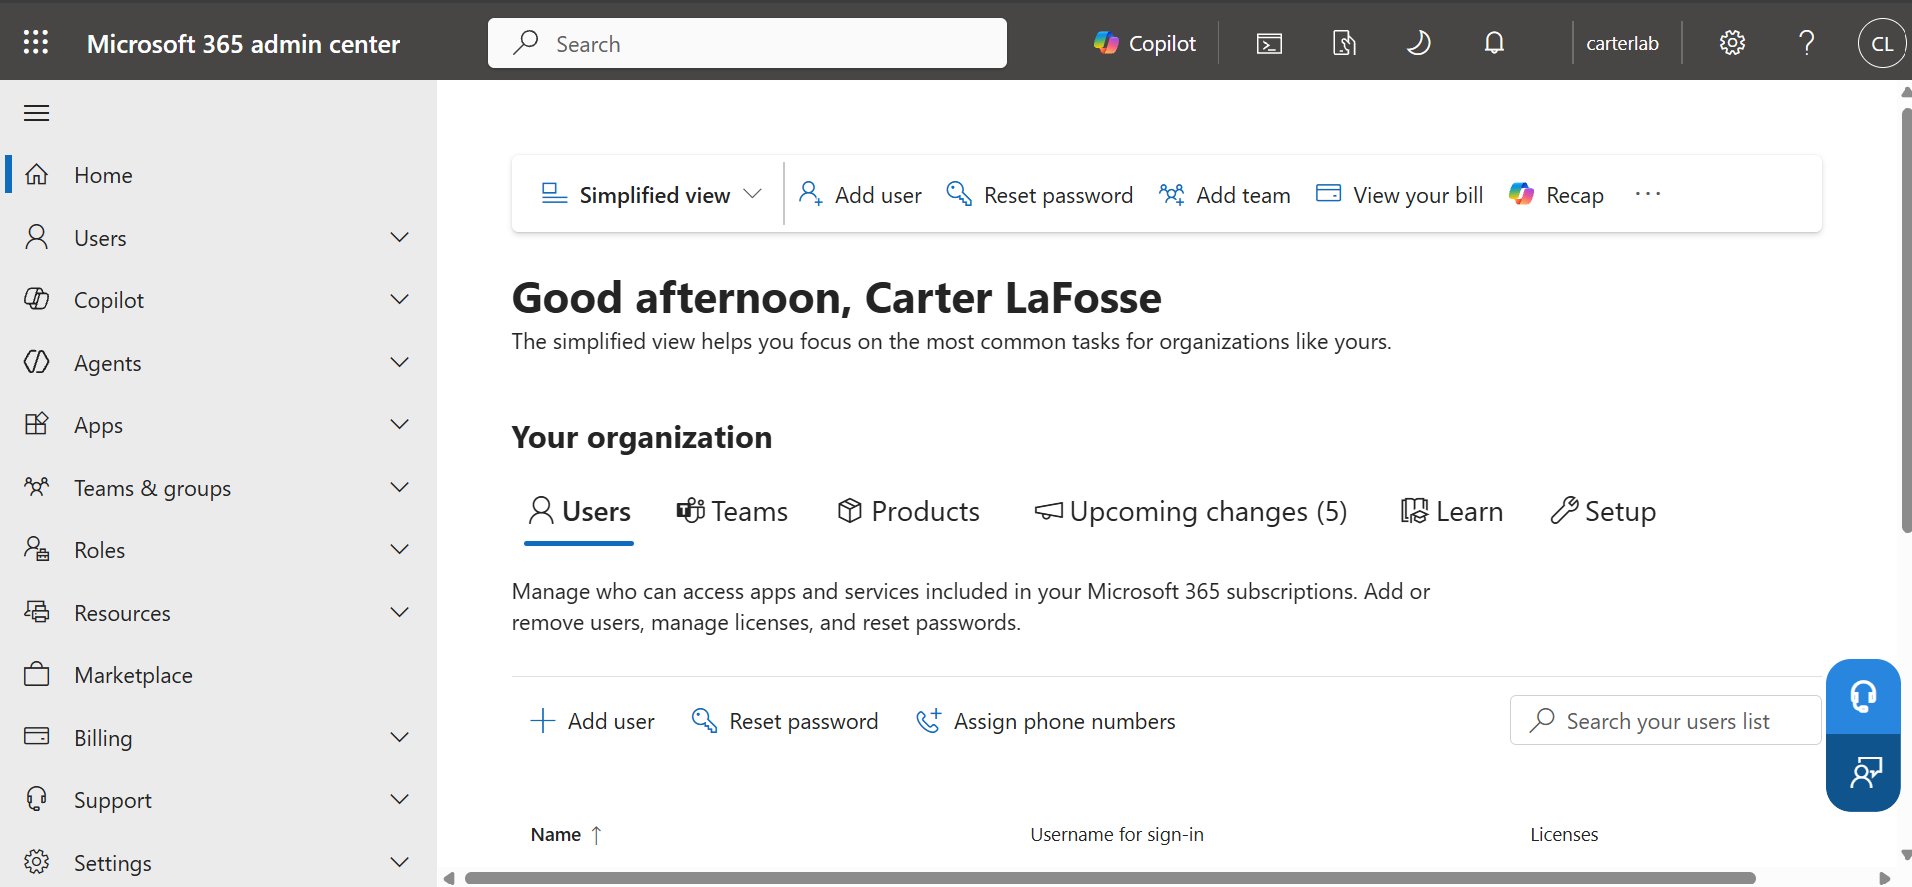 Microsoft 365 admin center
Search
Copilot
carterlab
?
CL
Home
Users
Copilot
Agents
Apps
Teams & groups
Roles
Resources
Marketplace
Billing
Support
Settings
Simplified view
Add user
Reset password
Add team
View your bill
Recap
...
Good afternoon, Carter LaFosse
The simplified view helps you focus on the most common tasks for organizations like yours.
Your organization
Users
Teams
Products
Upcoming changes (5)
Learn
Setup
Manage who can access apps and services included in your Microsoft 365 subscriptions. Add or
remove users, manage licenses, and reset passwords.
Add user
Reset password
Assign phone numbers
Search your users list
Name ↑
Username for sign-in
Licenses